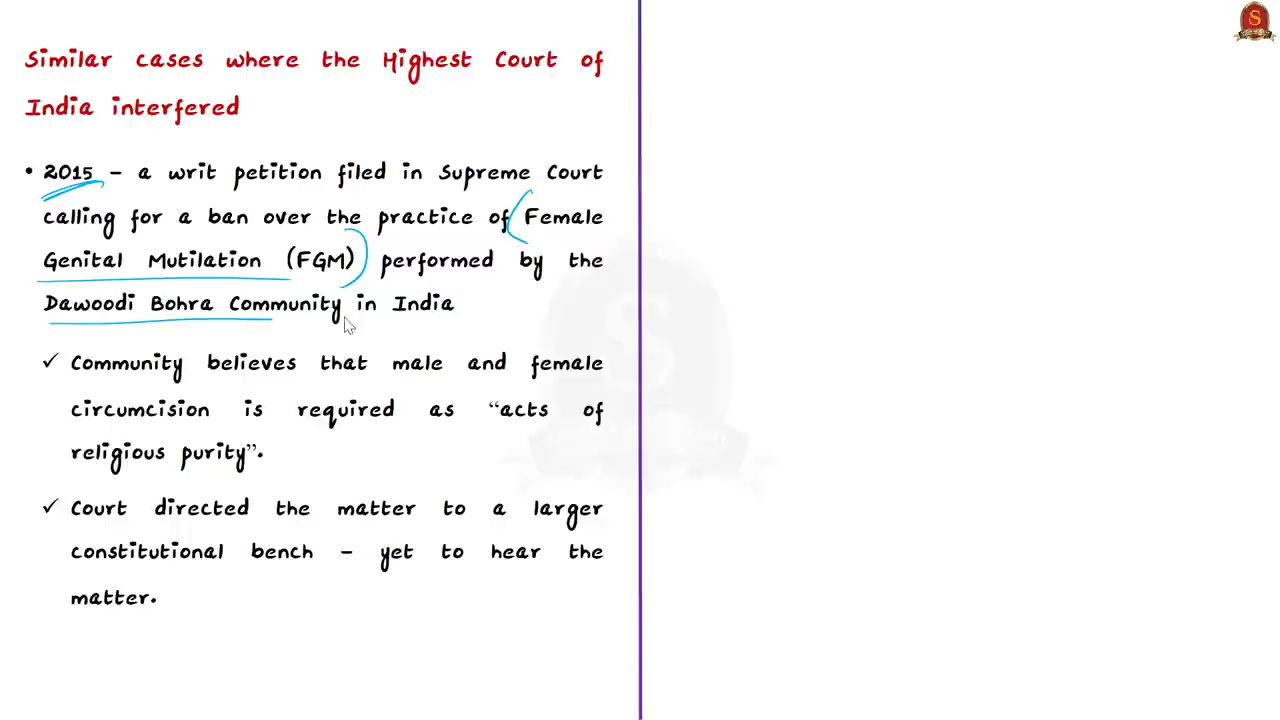 Similar cases where the Highest Court of
India interfered
• 2015 – a writ petition filed in Supreme Court
calling for a ban over the practice of Female
Genital Mutilation (FGM) performed by the
Dawoodi Bohra Community in India
✓ Community believes that male and female
circumcision is required as “acts of
religious purity”.
✓ Court directed the matter to a larger
constitutional bench – yet to hear the
matter.
S